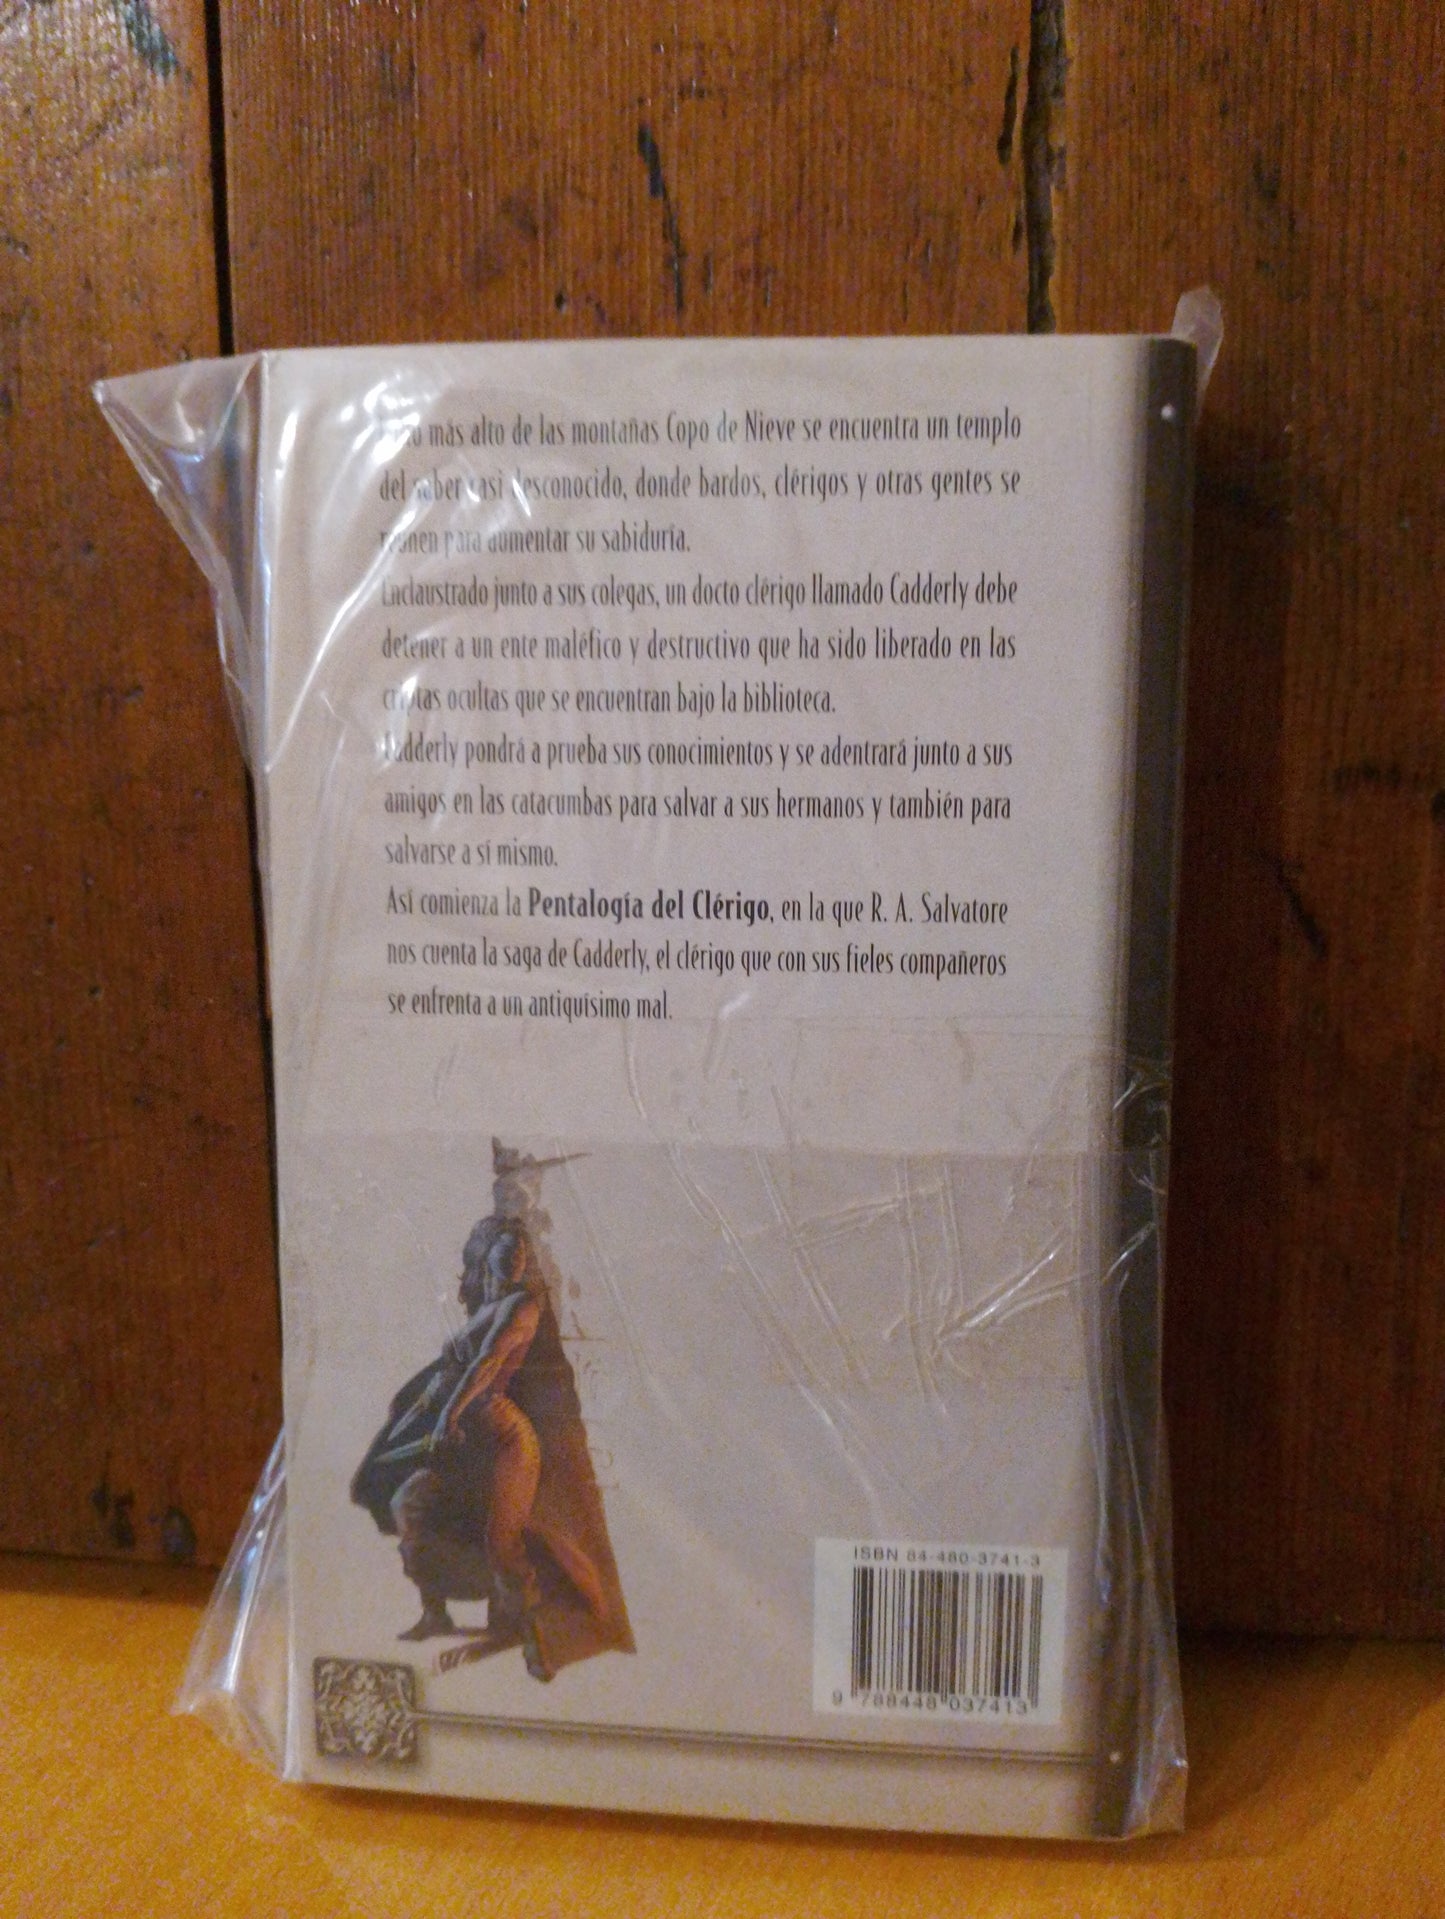 más alto de las montañas Copo de Nieve se encuentra un templo
del saber casi desconocido, donde bardos, clérigos y otras gentes se
reúnen para aumentar su sabiduría.
Enclaustrado junto a sus colegas, un docto clérigo llamado Cadderly debe
detener a un ente maléfico y destructivo que ha sido liberado en las
criptas ocultas que se encuentran bajo la biblioteca.
Cadderly pondrá a prueba sus conocimientos y se adentrará junto a sus
amigos en las catacumbas para salvar a sus hermanos y también para
salvarse a sí mismo.
Así comienza la Pentalogía del Clérigo, en la que R. A. Salvatore
nos cuenta la saga de Cadderly, el clérigo que con sus fieles compañeros
se enfrenta a un antiquísimo mal.
ISBN 84-480-3741-3
9 788448 037413